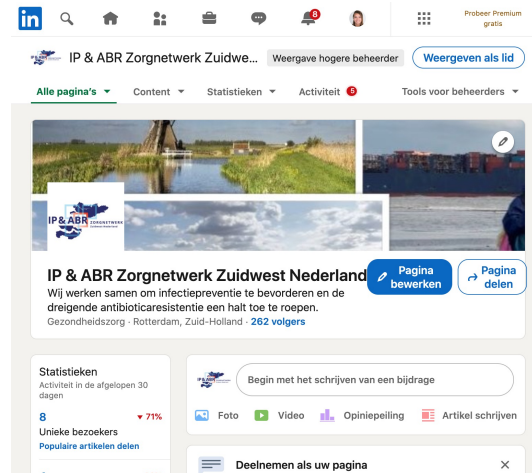 in
8
Probeer Premium
gratis
IP & ABR Zorgnetwerk Zuidwe...
Weergave hogere beheerder
Weergeven als lid
Alle pagina's
Content
Statistieken
Activiteit 5
Tools voor beheerders
IP & ABR ZORGNETWERK
IP & ABR Zorgnetwerk Zuidwest Nederland
Pagina bewerken
Pagina delen
Wij werken samen om infectiepreventie te bevorderen en de
dreigende antibioticaresistentie een halt toe te roepen.
Gezondheidszorg · Rotterdam, Zuid-Holland · 262 volgers
Statistieken
Activiteit in de afgelopen 30
dagen
8
71%
Unieke bezoekers
Populaire artikelen delen
Begin met het schrijven van een bijdrage
Foto
Video
Opiniepeiling
Artikel schrijven
Deelnemen als uw pagina